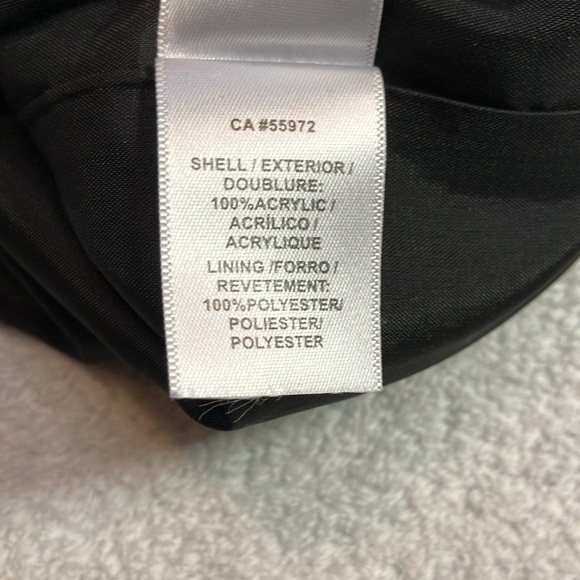 CA #55972
SHELL / EXTERIOR /
DOUBLURE:
100%ACRYLIC /
ACRÍLICO /
ACRYLIQUE
LINING /FORRO /
REVETEMENT:
100%POLYESTER/
POLIESTER/
POLYESTER